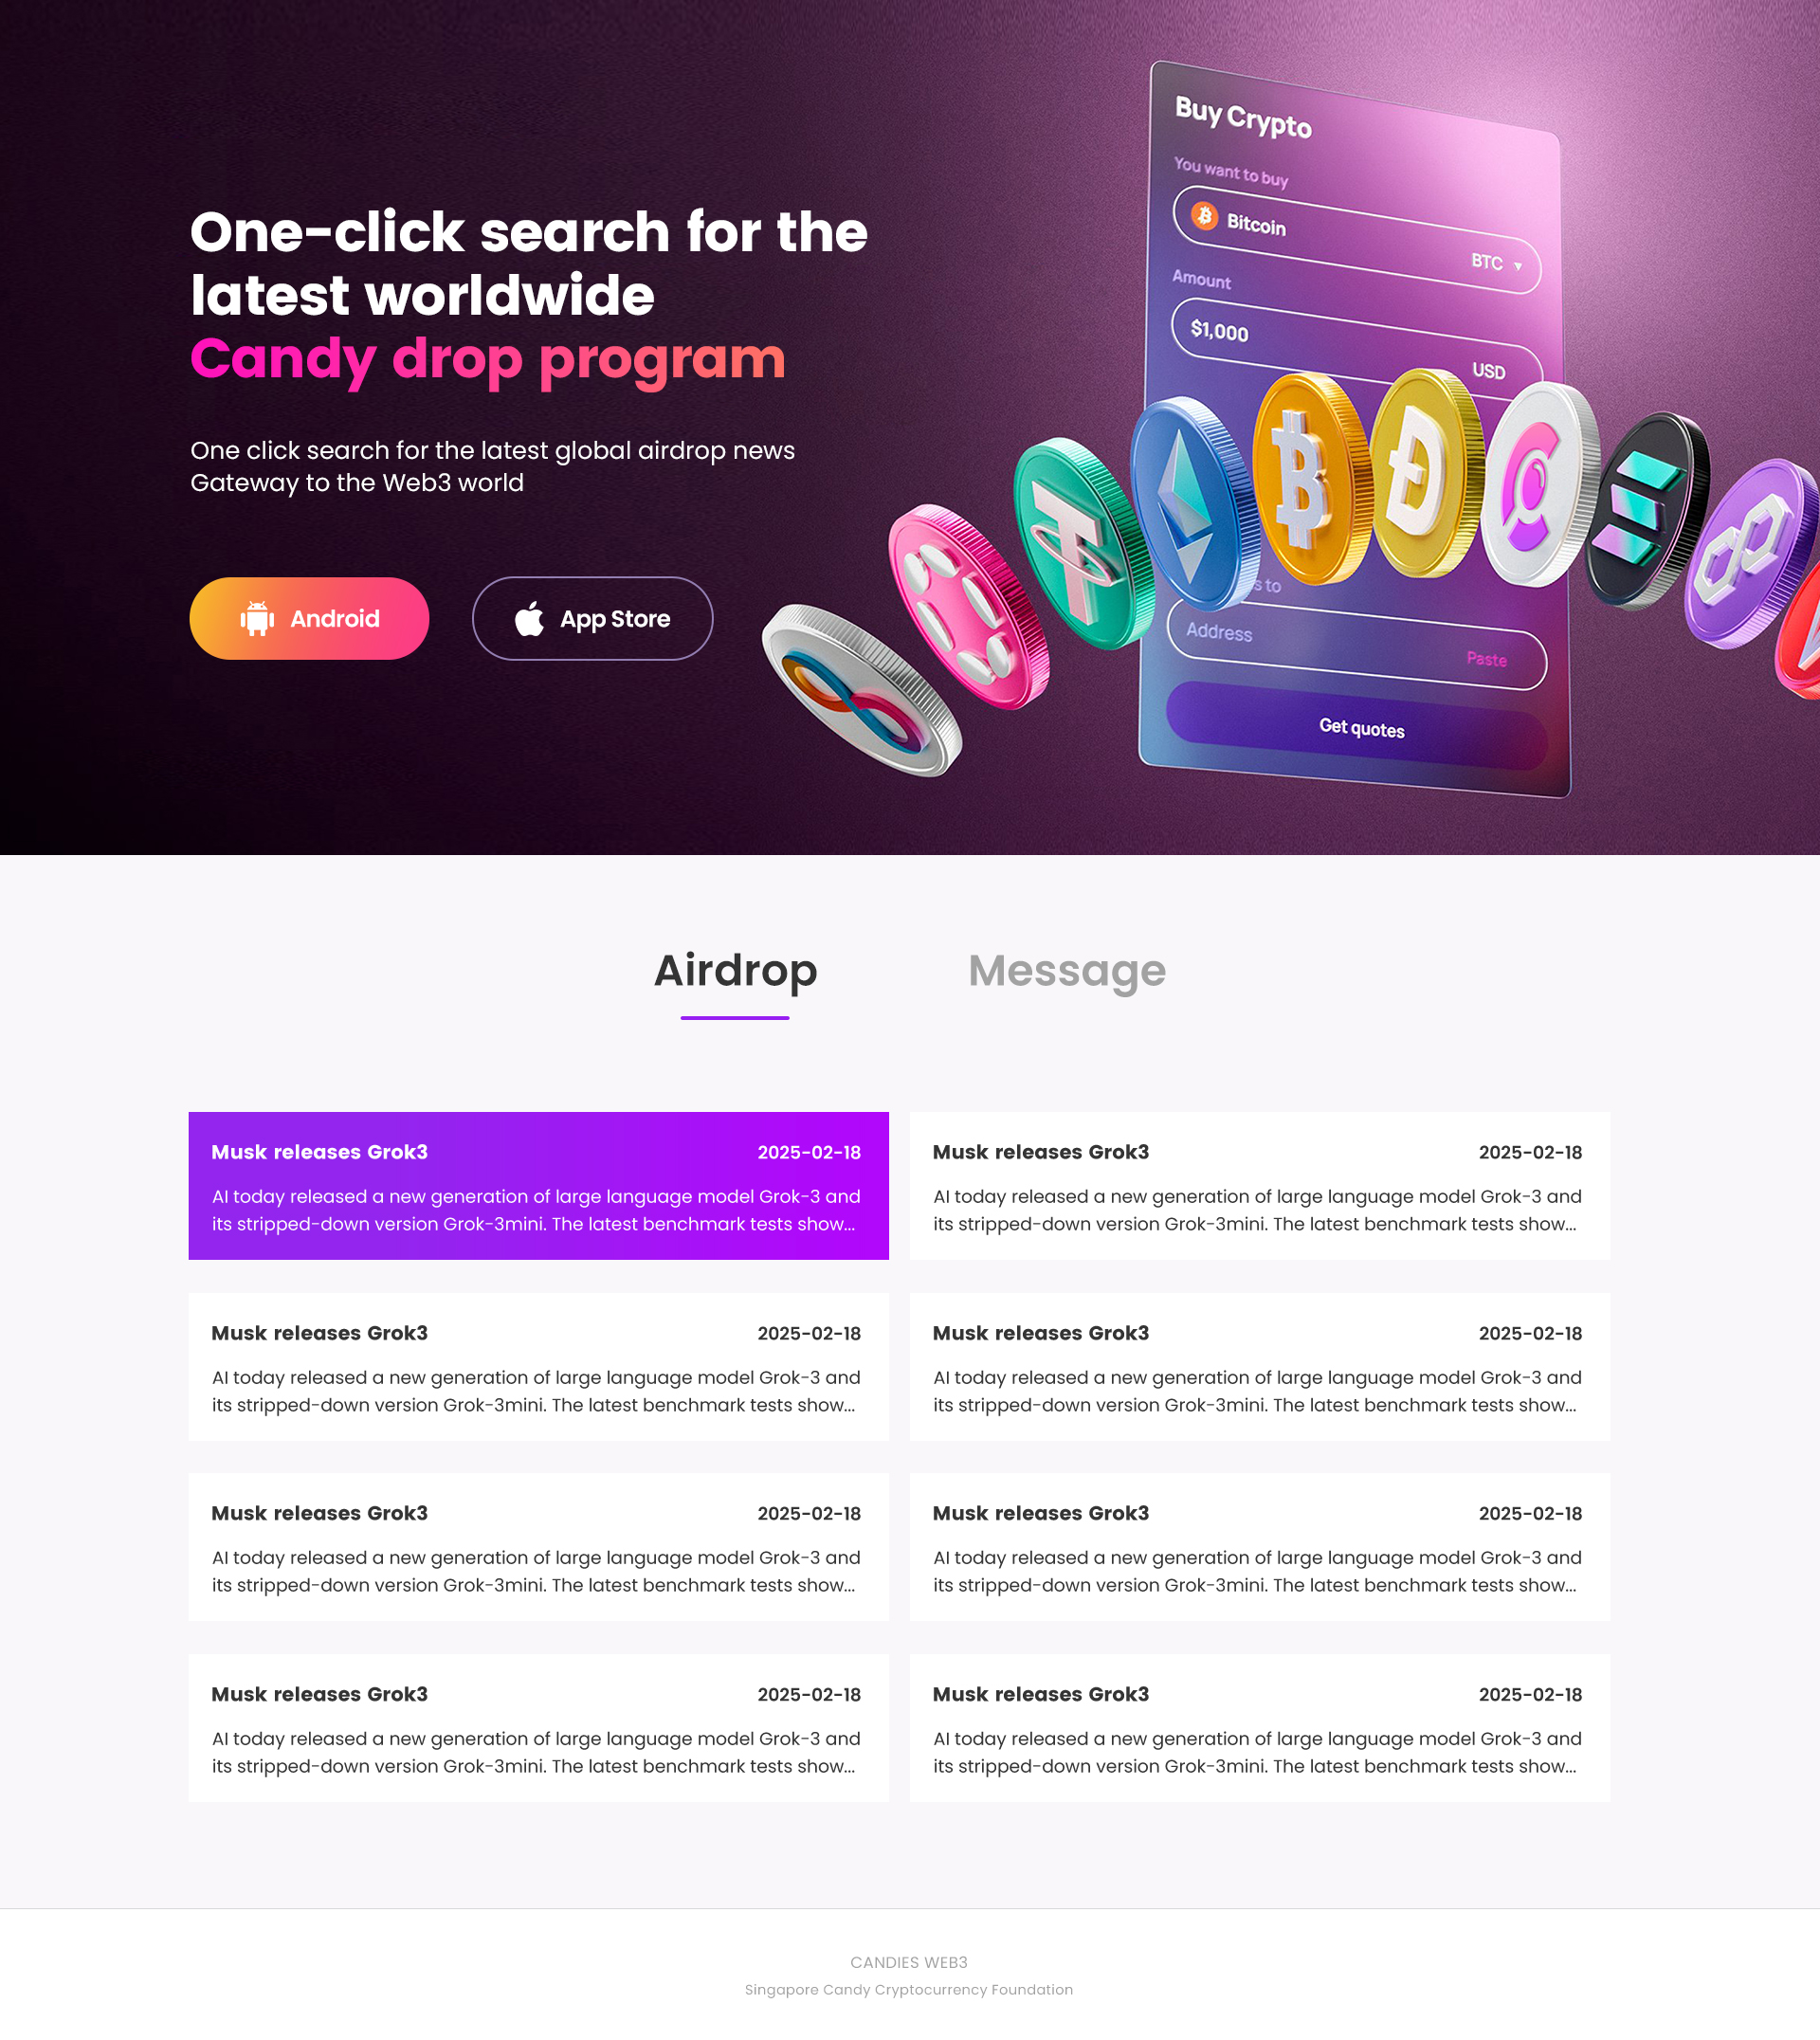 One-click search for the
latest worldwide
Candy drop program
One click search for the latest global airdrop news
Gateway to the Web3 world
Android
App Store
Buy Crypto
You want to buy
Bitcoin
BTC
Amount
$1,000
USD
to
Address
Paste
Get quotes
Airdrop
Message
Musk releases Grok3
2025-02-18
AI today released a new generation of large language model Grok-3 and
its stripped-down version Grok-3mini. The latest benchmark tests show...
Musk releases Grok3
2025-02-18
AI today released a new generation of large language model Grok-3 and
its stripped-down version Grok-3mini. The latest benchmark tests show...
Musk releases Grok3
2025-02-18
AI today released a new generation of large language model Grok-3 and
its stripped-down version Grok-3mini. The latest benchmark tests show...
Musk releases Grok3
2025-02-18
AI today released a new generation of large language model Grok-3 and
its stripped-down version Grok-3mini. The latest benchmark tests show...
Musk releases Grok3
2025-02-18
AI today released a new generation of large language model Grok-3 and
its stripped-down version Grok-3mini. The latest benchmark tests show...
Musk releases Grok3
2025-02-18
AI today released a new generation of large language model Grok-3 and
its stripped-down version Grok-3mini. The latest benchmark tests show...
Musk releases Grok3
2025-02-18
AI today released a new generation of large language model Grok-3 and
its stripped-down version Grok-3mini. The latest benchmark tests show...
Musk releases Grok3
2025-02-18
AI today released a new generation of large language model Grok-3 and
its stripped-down version Grok-3mini. The latest benchmark tests show...
CANDIES WEB3
Singapore Candy Cryptocurrency Foundation